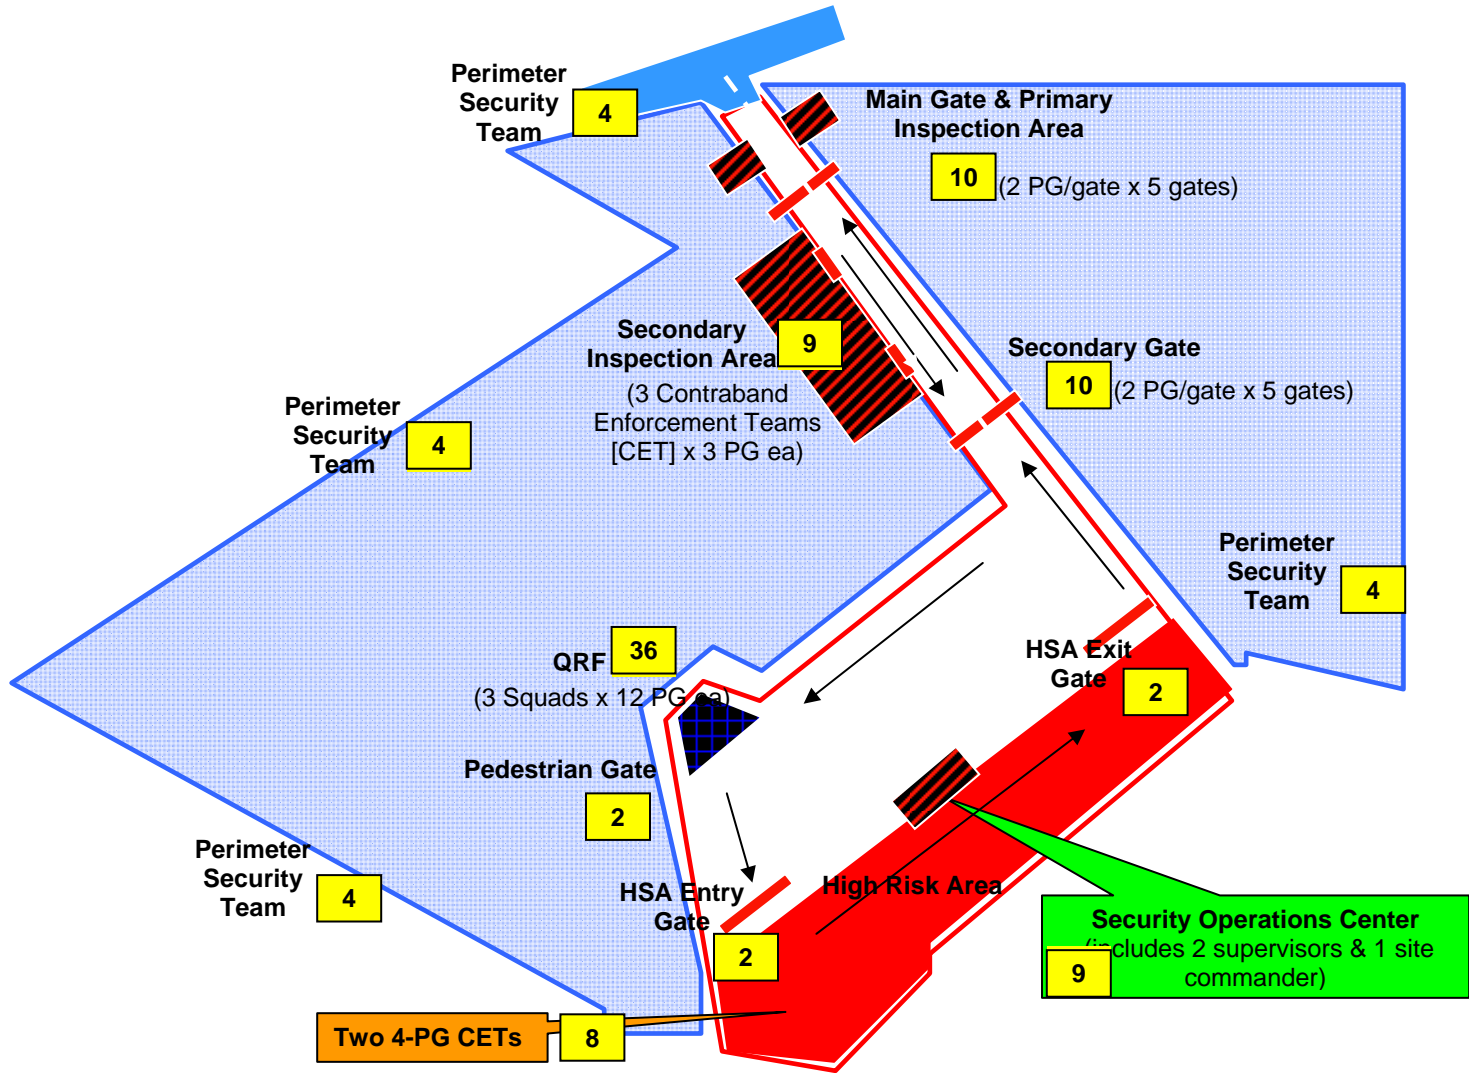 Perimeter
Security
Team
4
Main Gate & Primary
Inspection Area
10
(2 PG/gate x 5 gates)
Secondary
Inspection Area
9
(3 Contraband
Enforcement Teams
[CET] x 3 PG ea)
Secondary Gate
10
(2 PG/gate x 5 gates)
Perimeter
Security
Team
4
Perimeter
Security
Team
4
QRF
36
(3 Squads x 12 PG ea)
HSA Exit
Gate
2
Pedestrian Gate
2
Perimeter
Security
Team
4
HSA Entry
Gate
2
High Risk Area
Security Operations Center
(includes 2 supervisors & 1 site
commander)
9
Two 4-PG CETs
8